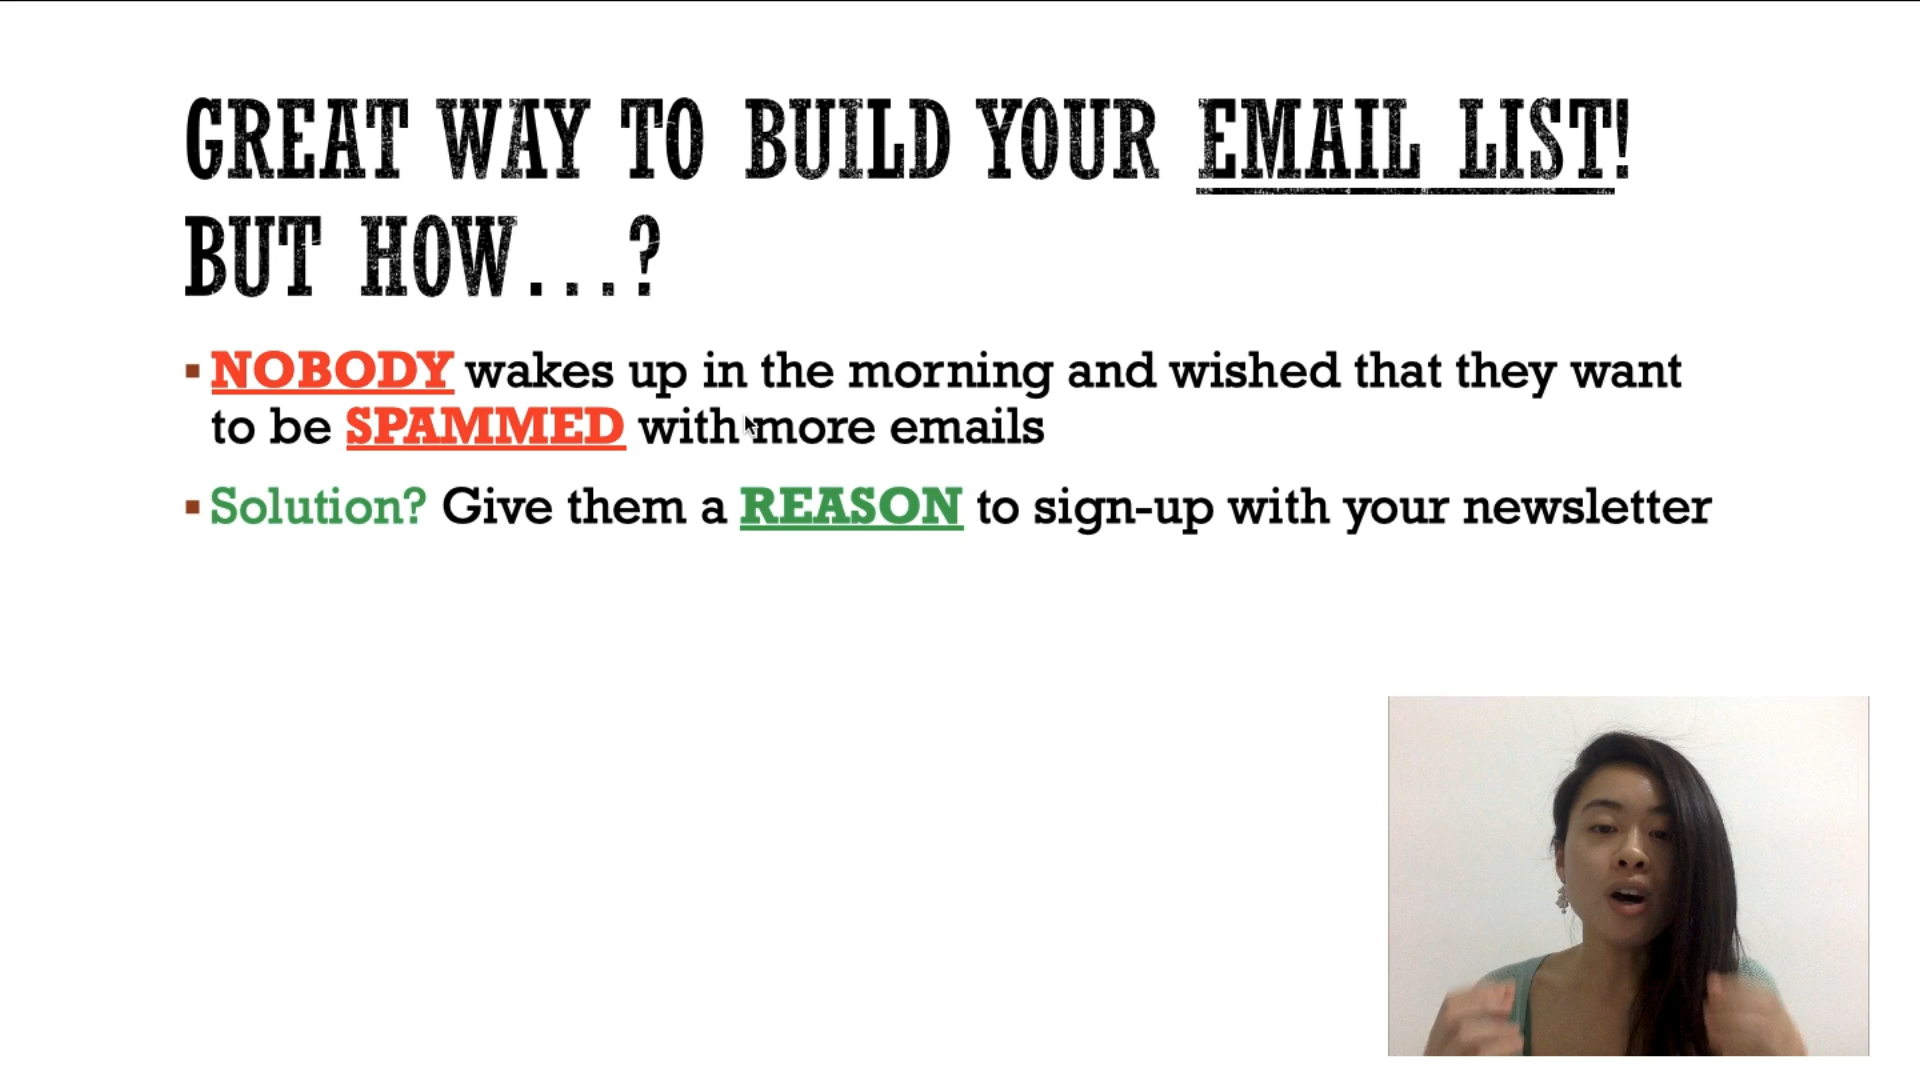 GREAT WAY TO BUILD YOUR EMAIL LIST!
BUT HOW...?
▪ NOBODY wakes up in the morning and wished that they want
to be SPAMMED with more emails
▪ Solution? Give them a REASON to sign-up with your newsletter